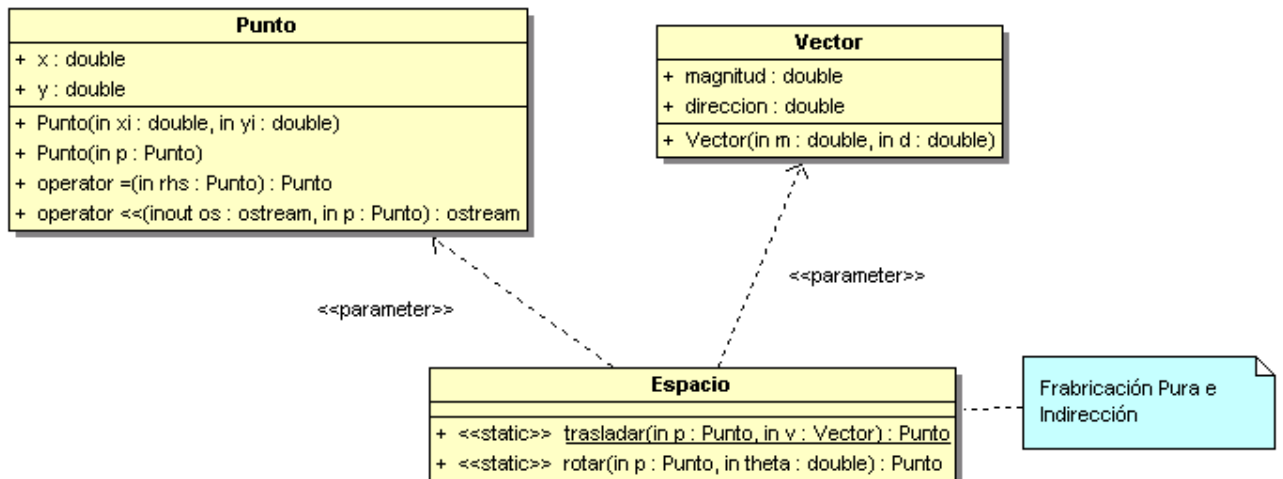 Punto
+ x : double
+ y : double
+ Punto(in xi : double, in yi : double)
+ Punto(in p : Punto)
+ operator =(in rhs : Punto) : Punto
+ operator <<(inout os : ostream, in p : Punto) : ostream
Vector
+ magnitud : double
+ direccion : double
+ Vector(in m : double, in d : double)
<<parameter>>
<<parameter>>
Espacio
+ <<static>> trasladar(in p : Punto, in v : Vector) : Punto
+ <<static>> rotar(in p : Punto, in theta : double) : Punto
Frabricación Pura e
Indirección